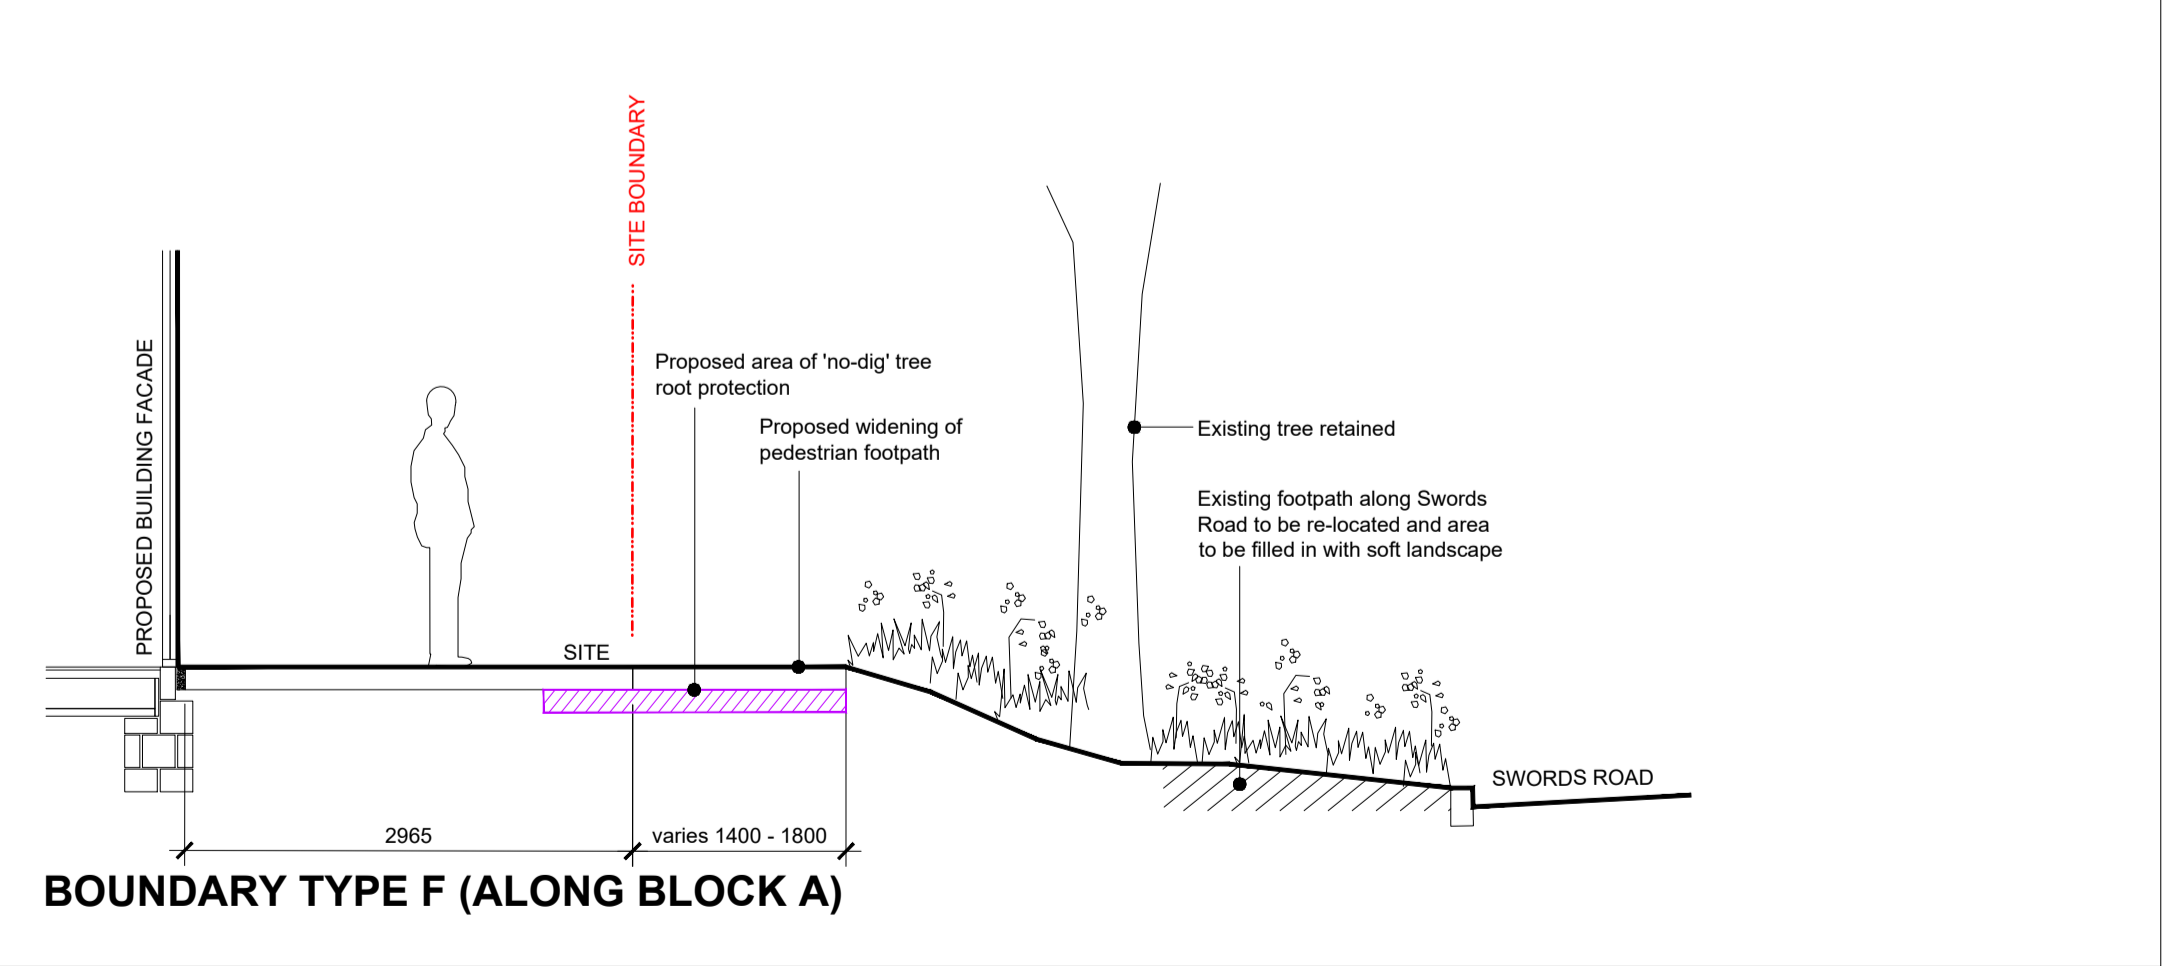 SITE BOUNDARY
PROPOSED BUILDING FACADE
Proposed area of 'no-dig' tree
root protection
Proposed widening of
pedestrian footpath
Existing tree retained
Existing footpath along Swords
Road to be re-located and area
to be filled in with soft landscape
SITE
SWORDS ROAD
2965
varies 1400 - 1800
BOUNDARY TYPE F (ALONG BLOCK A)